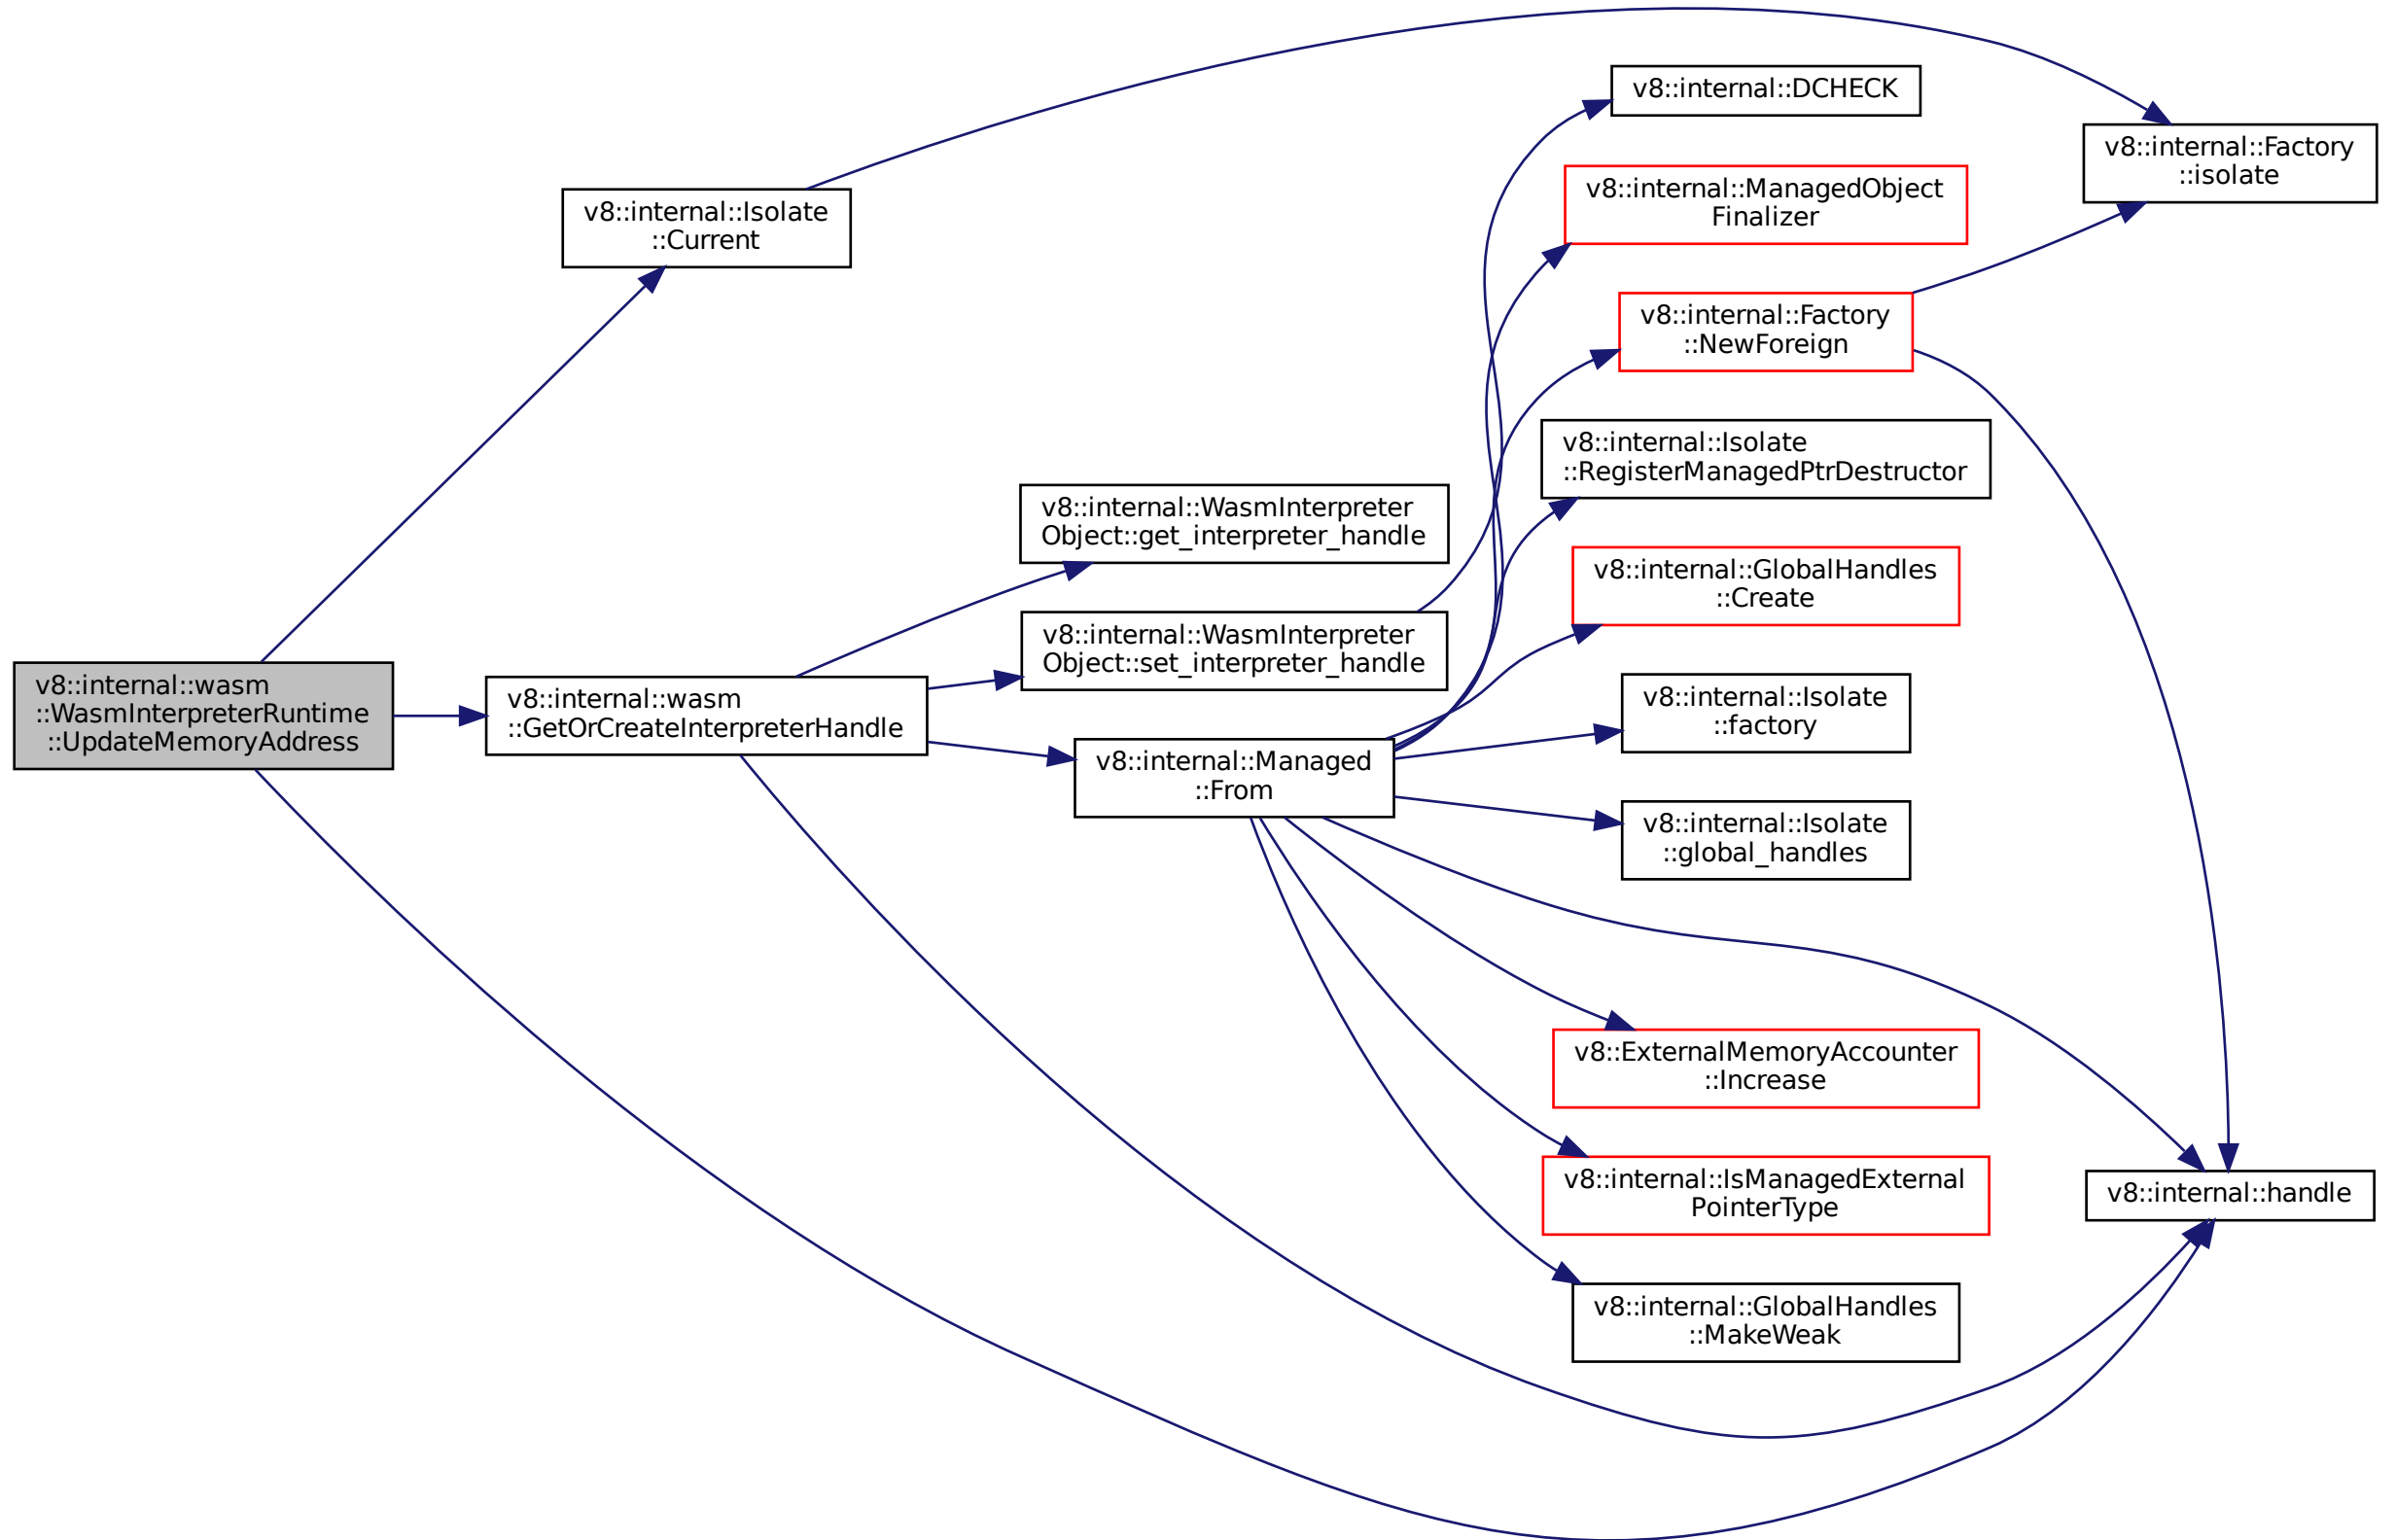 v8::internal::wasm
::WasmInterpreterRuntime
::UpdateMemoryAddress
v8::internal::Isolate
::Current
v8::internal::wasm
::GetOrCreateInterpreterHandle
v8::internal::WasmInterpreter
Object::get_interpreter_handle
v8::internal::WasmInterpreter
Object::set_interpreter_handle
v8::internal::Managed
::From
v8::internal::DCHECK
v8::internal::ManagedObject
Finalizer
v8::internal::Factory
::NewForeign
v8::internal::Isolate
::RegisterManagedPtrDestructor
v8::internal::GlobalHandles
::Create
v8::internal::Isolate
::factory
v8::internal::Isolate
::global_handles
v8::ExternalMemoryAccounter
::Increase
v8::internal::IsManagedExternal
PointerType
v8::internal::GlobalHandles
::MakeWeak
v8::internal::Factory
::isolate
v8::internal::handle